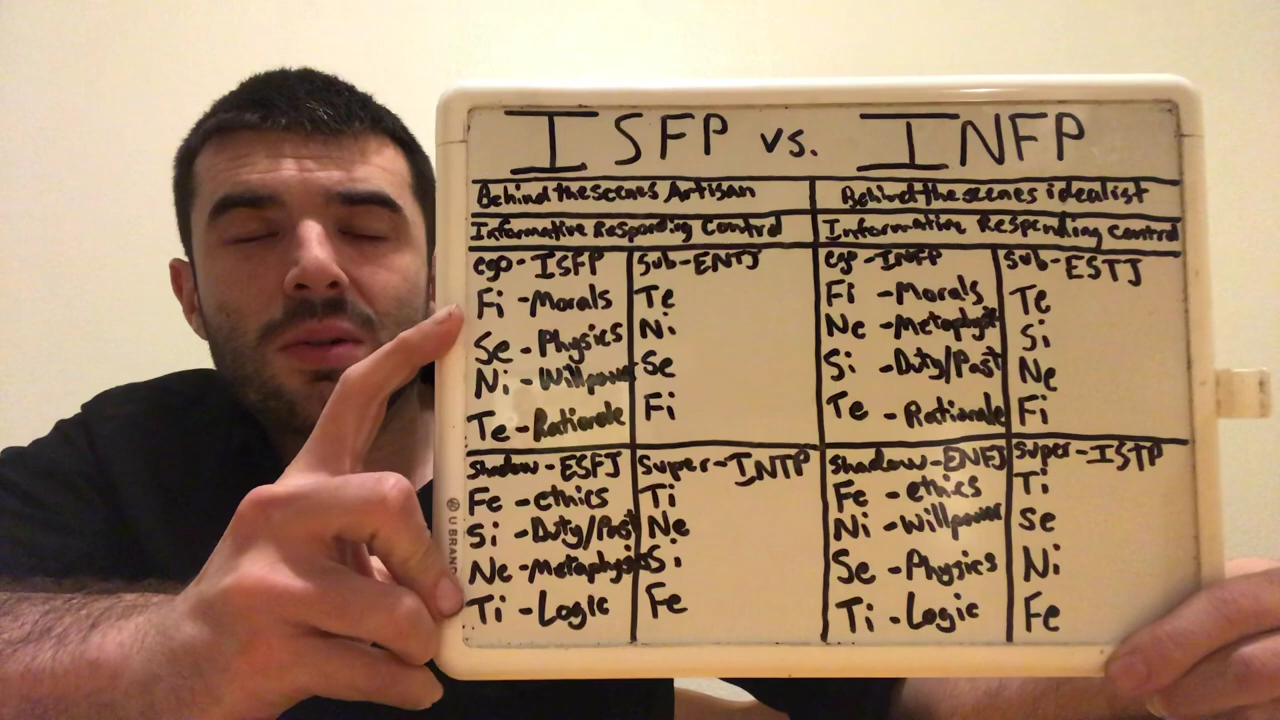 ISFP vs. INFP
Behind the scenes Artisan
Behind the scenes idealist
Informative Responding Control
Informative Responding control
ego-ISFP
Fi -Morals
Se -Physics
Ni -Willpower
Te -Rationale
Sub-ENTJ
Te
Ni
Se
Fi
ego-INFP
Fi -Morals
Ne -Metaphysics
Si -Duty/Past
Te -Rationale
Sub-ESTJ
Te
Si
Ne
Fi
shadow-ESFJ
Fe -ethics
Si -Duty/Past
Ne -Metaphysics
Ti -Logic
Super-INTP
Ti
Ne
Si
Fe
shadow-ENFJ
Fe -ethics
Ni -Willpower
Se -Physics
Ti -Logic
Super-ISTP
Ti
Se
Ni
Fe
U BRAND